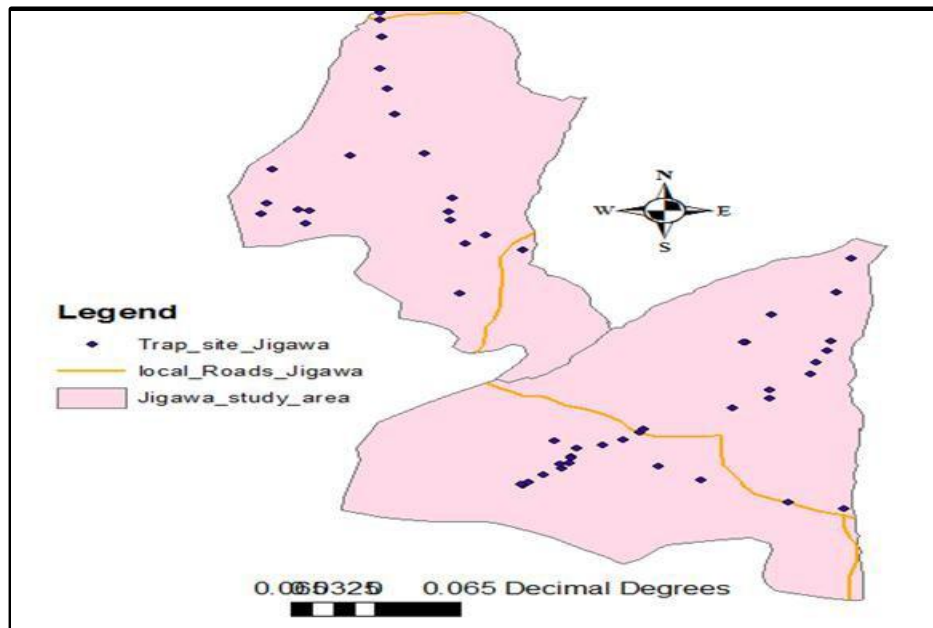 N
W E
S
Legend
Trap_site_Jigawa
local_Roads_Jigawa
Jigawa_study_area
0.065 Decimal Degrees